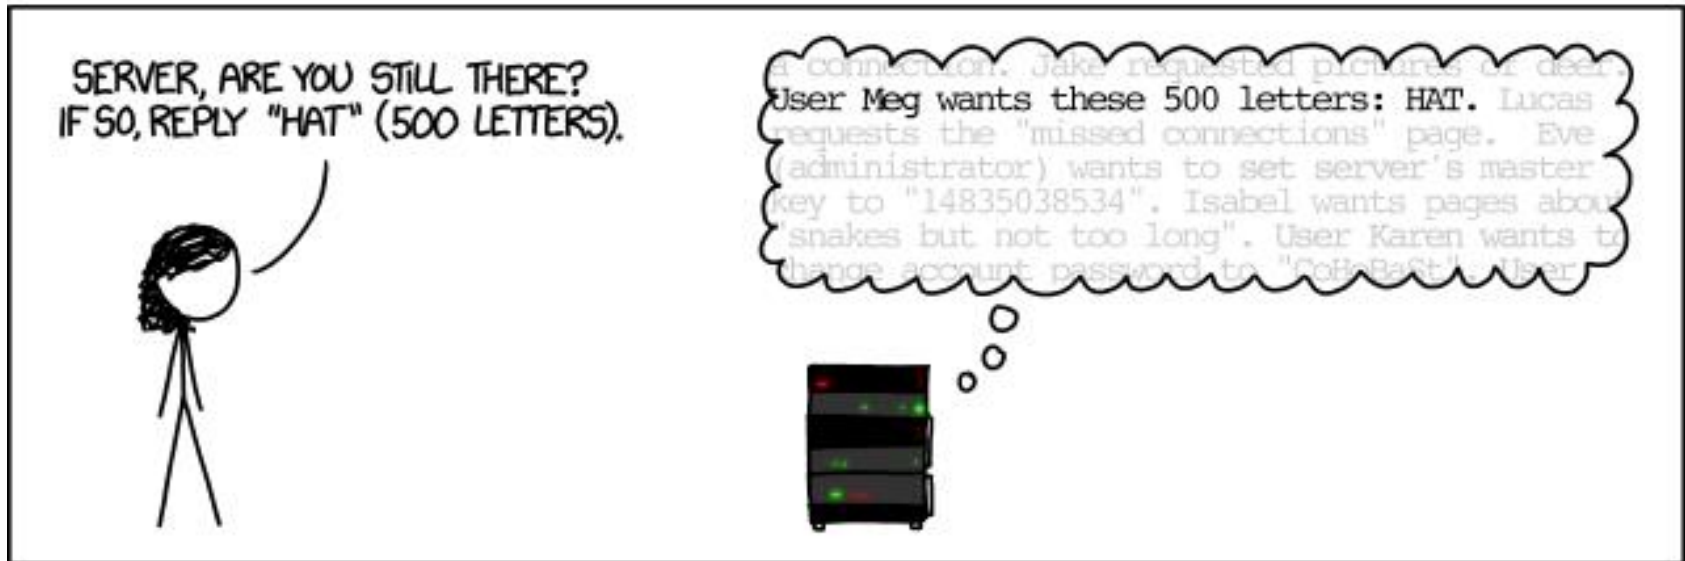 SERVER, ARE YOU STILL THERE?
IF SO, REPLY "HAT" (500 LETTERS).
a connection. Jake requested pictures of deer.
User Meg wants these 500 letters: HAT. Lucas
requests the "missed connections" page. Eve
(administrator) wants to set server's master
key to "14835038534". Isabel wants pages about
"snakes but not too long". User Karen wants to
change account password to "CoHoBaSt". User